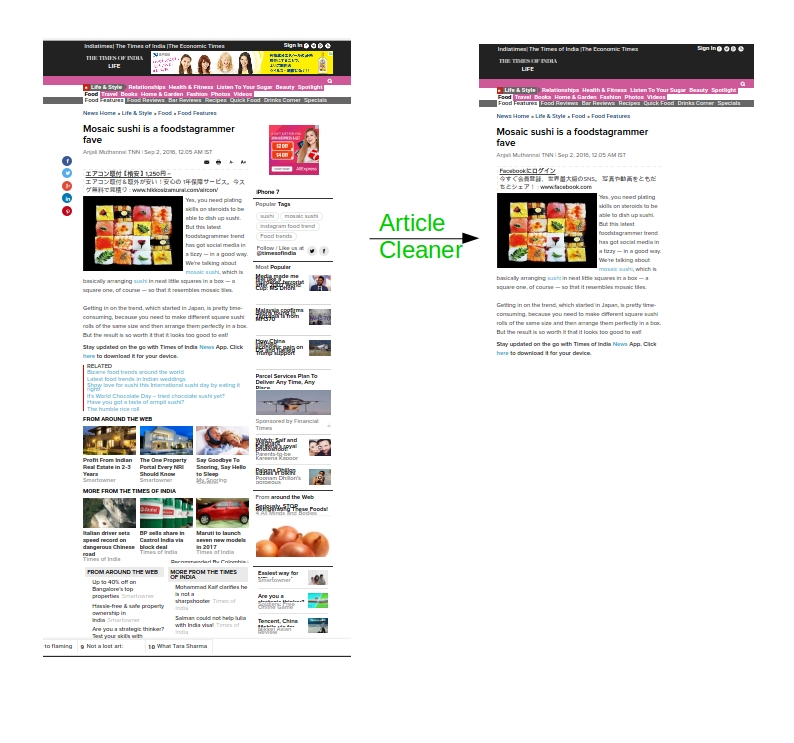 Indiatimes| The Times of India |The Economic Times
Sign In
THE TIMES OF INDIA
LIFE
Life & Style Relationships Health & Fitness Listen To Your Sugar Beauty Spotlight
Food Travel Books Home & Garden Fashion Photos Videos
Food Features Food Reviews Bar Reviews Recipes Quick Food Drinks Corner Specials
News Home » Life & Style » Food » Food Features
Mosaic sushi is a foodstagrammer
fave
Anjali Muthanna| TNN | Sep 2, 2016, 12.05 AM IST
エアコン取付【格安】1,250円~
エアコン取付&取外が安い！安心の 1年保障サービス。今ス
グ無料で見積り : www.hikkosizamurai.com/aircon/
Yes, you need plating
skills on steroids to be
able to dish up sushi.
But this latest
foodstagrammer trend
has got social media in
a tizzy — in a good way.
We're talking about
mosaic sushi, which is
basically arranging sushi in neat little squares in a box — a
square one, of course — so that it resembles mosaic tiles.
Getting in on the trend, which started in Japan, is pretty time-
consuming, because you need to make different square sushi
rolls of the same size and then arrange them perfectly in a box.
But the result is so worth it that it looks too good to eat!
Stay updated on the go with Times of India News App. Click
here to download it for your device.
RELATED
Bizarre food trends around the world
Latest food trends in Indian weddings
Show love for sushi this International sushi day by eating it
right!
It's World Chocolate Day – tried chocolate sushi yet?
Have you got a taste of armpit sushi?
The humble rice roll
FROM AROUND THE WEB
Profit From Indian
Real Estate in 2-3
Years
Smartowner
The One Property
Portal Every NRI
Should Know
Smartowner
Say Goodbye To
Snoring, Say Hello
to Sleep
My Snoring
MORE FROM THE TIMES OF INDIA
Italian driver sets
speed record on
dangerous Chinese
road
Times of India
BP sells share in
Castrol India via
block deal
Times of India
Maruti to launch
seven new models
in 2017
Times of India
Recommended By Colombia
FROM AROUND THE WEB
Up to 40% off on
Bangalore's top
properties Smartowner
Hassle-free & safe property
ownership in
India Smartowner
Are you a strategic thinker?
Test your skills with
MORE FROM THE TIMES
OF INDIA
Mohammad Kaif clarifies he
is not a
sharpshooter Times of
India
Salman could not help Iulia
with India visa! Times of
India
to flaming
9 Not a lost art:
10 What Tara Sharma
$2 OFF
$4 OFF
AliExpress
iPhone 7
Popular Tags
sushi
mosaic sushi
instagram food trend
Food trends
Follow / Like us at
@timesofindia
Most Popular
Media made me
Malaysia confirms
MH370
How China
Trump support
Parcel Services Plan To
Deliver Any Time, Any
Place
Sponsored by Financial
Times
Watch: Saif and
Kareena Kapoor
Poonam Dhillon's
From around the Web
Seriously, STOP
Refrigerating These Foods!
Easiest way for
Smartowner
Are you a
strategic thinker?
Online Game
Tencent, China
Review
Article
Cleaner
Indiatimes| The Times of India |The Economic Times
Sign In
THE TIMES OF INDIA
LIFE
Life & Style Relationships Health & Fitness Listen To Your Sugar Beauty Spotlight
Food Travel Books Home & Garden Fashion Photos Videos
Food Features Food Reviews Bar Reviews Recipes Quick Food Drinks Corner Specials
News Home » Life & Style » Food » Food Features
Mosaic sushi is a foodstagrammer
fave
Anjali Muthanna| TNN | Sep 2, 2016, 12.05 AM IST
Facebookにログイン
今すぐ会員登録、世界最大級のSNS。 写真や動画をともだ
ちとシェア！ : www.facebook.com
Yes, you need plating
skills on steroids to be
able to dish up sushi.
But this latest
foodstagrammer trend
has got social media in
a tizzy — in a good way.
We're talking about
mosaic sushi, which is
basically arranging sushi in neat little squares in a box — a
square one, of course — so that it resembles mosaic tiles.
Getting in on the trend, which started in Japan, is pretty time-
consuming, because you need to make different square sushi
rolls of the same size and then arrange them perfectly in a box.
But the result is so worth it that it looks too good to eat!
Stay updated on the go with Times of India News App. Click
here to download it for your device.